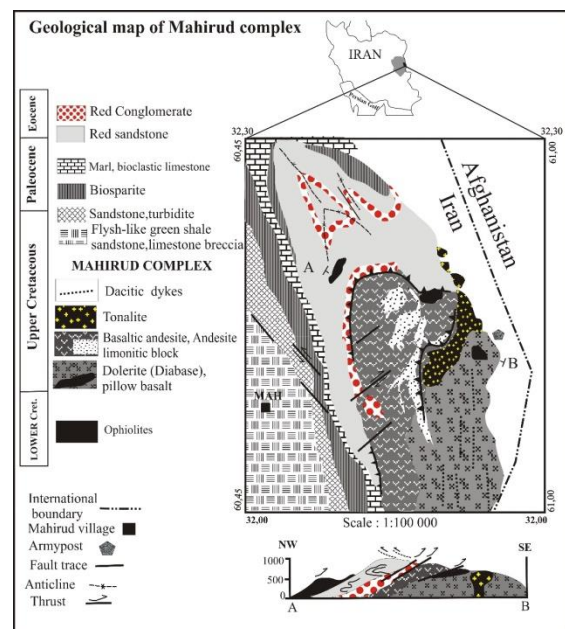 Geological map of Mahirud complex
IRAN
Persian Gulf
Eocene
Red Conglomerate
Red sandstone
Paleocene
Marl, bioclastic limestone
Biosparite
Upper Cretaceous
Sandstone,turbidite
Flysh-like green shale
sandstone,limestone breccia
MAHIRUD COMPLEX
Dacitic dykes
Tonalite
Basaltic andesite, Andesite
limonitic block
Dolerite (Diabase),
pillow basalt
LOWER Cret.
Ophiolites
International
boundary
Mahirud village
Armypost
Fault trace
Anticline
Thrust
32,30
32,30
60,45
61,00
Afghanistan
Iran
A
B
MAH
60,45
61,00
32,00
32,00
Scale : 1:100 000
NW
SE
1000
500
0
A
B